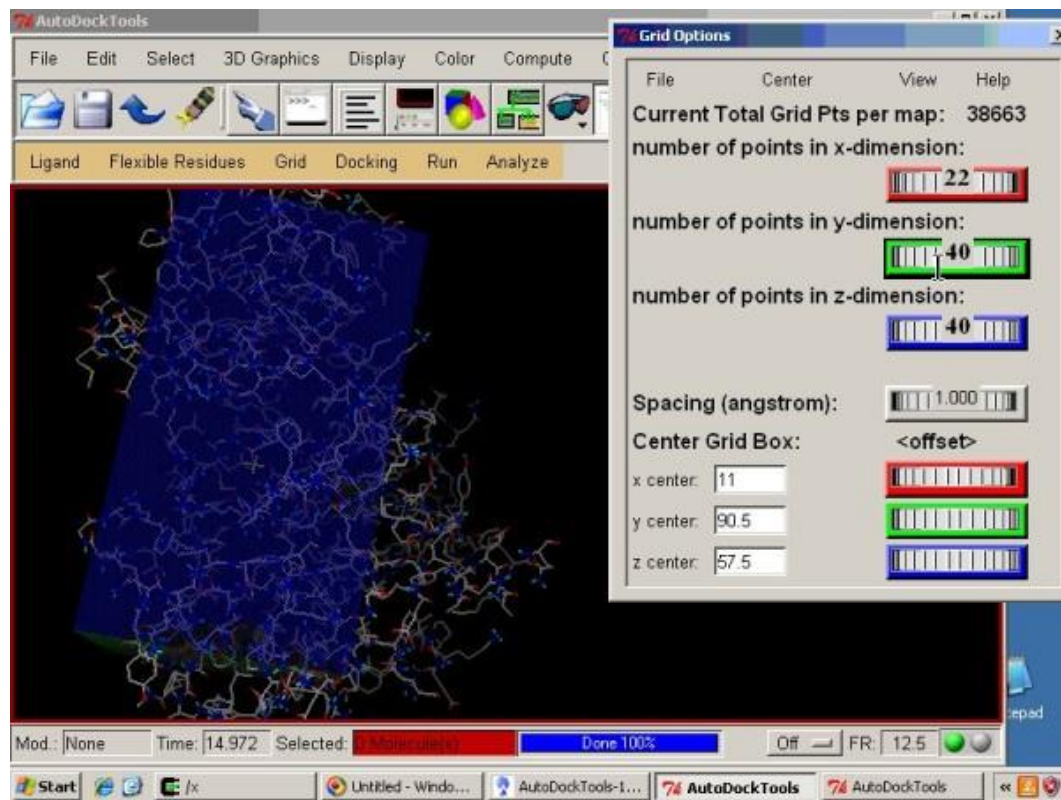 AutoDockTools
File Edit Select 3D Graphics Display Color Compute
Ligand Flexible Residues Grid Docking Run Analyze
Grid Options
File Center View Help
Current Total Grid Pts per map: 38663
number of points in x-dimension:
22
number of points in y-dimension:
40
number of points in z-dimension:
40
Spacing (angstrom): 1.000
Center Grid Box: <offset>
x center: 11
y center: 90.5
z center: 57.5
Mod.: None Time: 14.972 Selected: 0 Molecule(s) Done 100% Off FR: 12.5
Start /x Untitled - Windo... AutoDockTools-1... AutoDockTools AutoDockTools